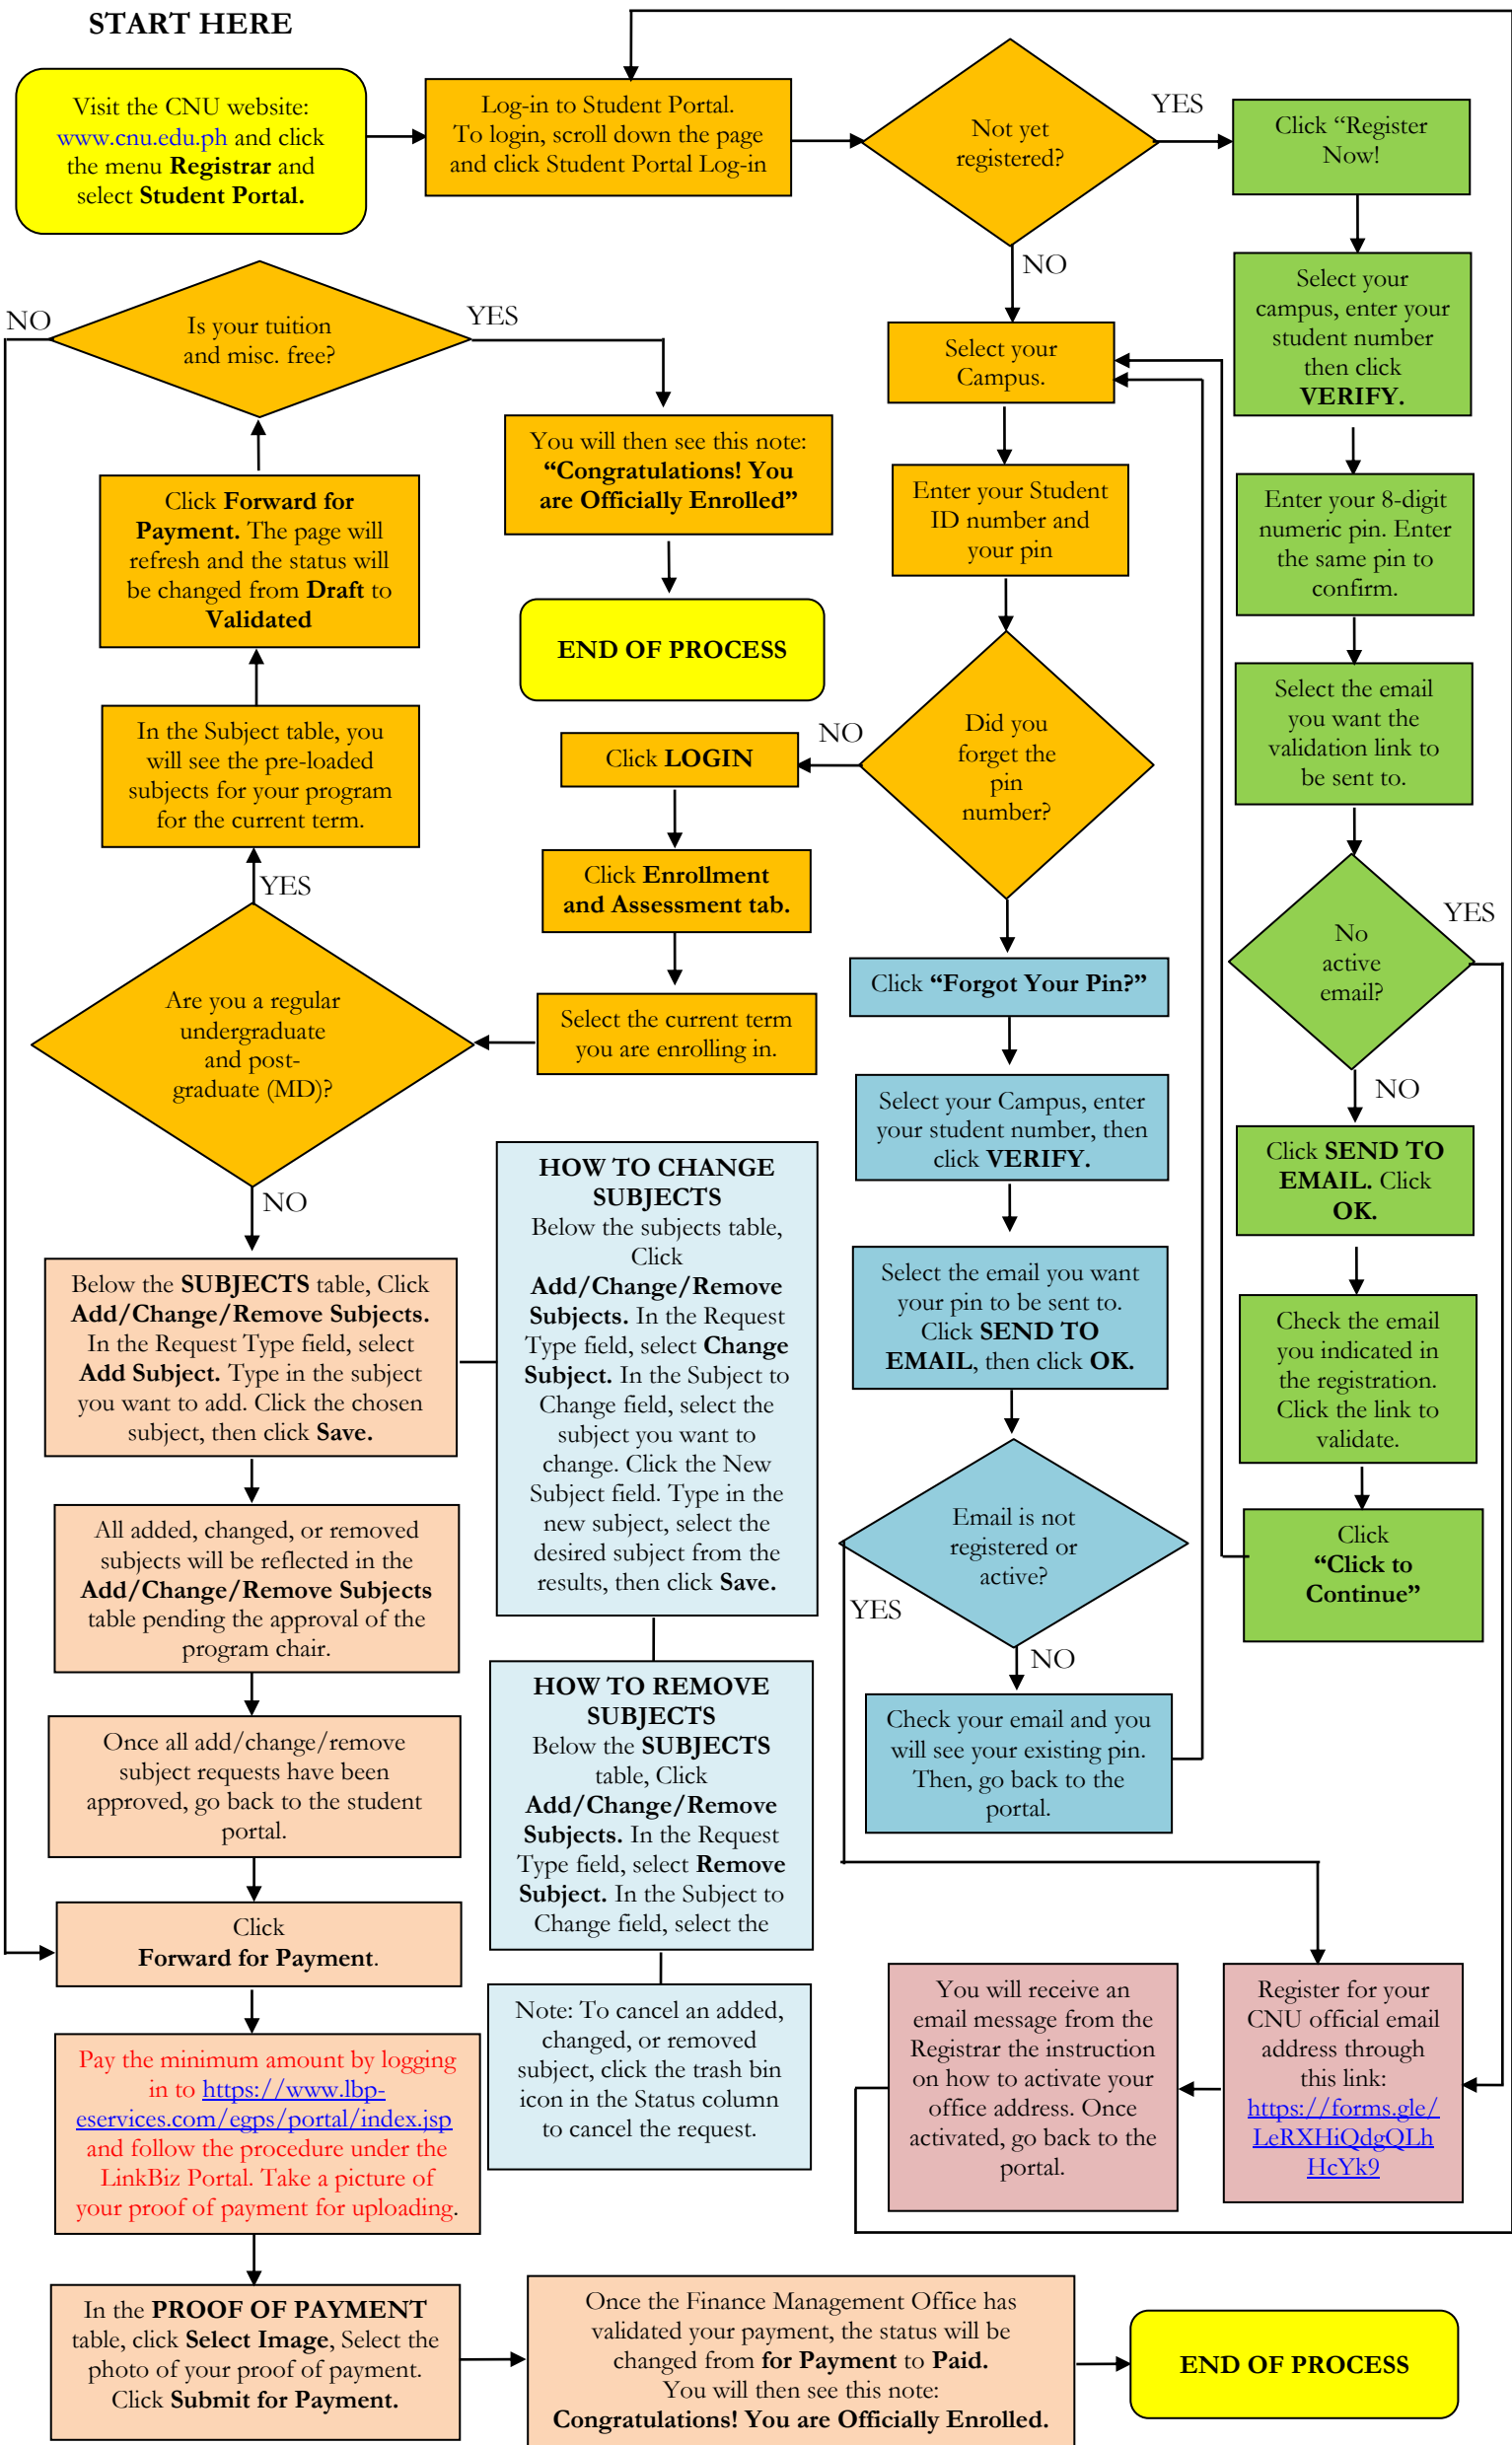 START HERE
Visit the CNU website:
www.cnu.edu.ph and click
the menu Registrar and
select Student Portal.
Log-in to Student Portal.
To login, scroll down the page
and click Student Portal Log-in
Not yet
registered?
YES
Click “Register
Now!
NO
Select your
campus, enter your
student number
then click
VERIFY.
Enter your 8-digit
numeric pin. Enter
the same pin to
confirm.
Select the email
you want the
validation link to
be sent to.
No
active
email?
YES
NO
Click SEND TO
EMAIL. Click
OK.
Check the email
you indicated in
the registration.
Click the link to
validate.
Click
“Click to
Continue”
Select your
Campus.
Enter your Student
ID number and
your pin
Did you
forget the
pin
number?
NO
Click LOGIN
Click Enrollment
and Assessment tab.
Select the current term
you are enrolling in.
Click “Forgot Your Pin?”
Select your Campus, enter
your student number, then
click VERIFY.
Select the email you want
your pin to be sent to.
Click SEND TO
EMAIL, then click OK.
Email is not
registered or
active?
YES
NO
Check your email and you
will see your existing pin.
Then, go back to the
portal.
Register for your
CNU official email
address through
this link:
https://forms.gle/
LeRXHiQdgQLh
HcYk9
You will receive an
email message from the
Registrar the instruction
on how to activate your
office address. Once
activated, go back to the
portal.
Are you a regular
undergraduate
and post-
graduate (MD)?
YES
In the Subject table, you
will see the pre-loaded
subjects for your program
for the current term.
Click Forward for
Payment. The page will
refresh and the status will
be changed from Draft to
Validated
Is your tuition
and misc. free?
NO
YES
You will then see this note:
“Congratulations! You
are Officially Enrolled”
END OF PROCESS
NO
Below the SUBJECTS table, Click
Add/Change/Remove Subjects.
In the Request Type field, select
Add Subject. Type in the subject
you want to add. Click the chosen
subject, then click Save.
HOW TO CHANGE
SUBJECTS
Below the subjects table,
Click
Add/Change/Remove
Subjects. In the Request
Type field, select Change
Subject. In the Subject to
Change field, select the
subject you want to
change. Click the New
Subject field. Type in the
new subject, select the
desired subject from the
results, then click Save.
HOW TO REMOVE
SUBJECTS
Below the SUBJECTS
table, Click
Add/Change/Remove
Subjects. In the Request
Type field, select Remove
Subject. In the Subject to
Change field, select the
Note: To cancel an added,
changed, or removed
subject, click the trash bin
icon in the Status column
to cancel the request.
All added, changed, or removed
subjects will be reflected in the
Add/Change/Remove Subjects
table pending the approval of the
program chair.
Once all add/change/remove
subject requests have been
approved, go back to the student
portal.
Click
Forward for Payment.
Pay the minimum amount by logging
in to https://www.lbp-
eservices.com/egps/portal/index.jsp
and follow the procedure under the
LinkBiz Portal. Take a picture of
your proof of payment for uploading.
In the PROOF OF PAYMENT
table, click Select Image, Select the
photo of your proof of payment.
Click Submit for Payment.
Once the Finance Management Office has
validated your payment, the status will be
changed from for Payment to Paid.
You will then see this note:
Congratulations! You are Officially Enrolled.
END OF PROCESS